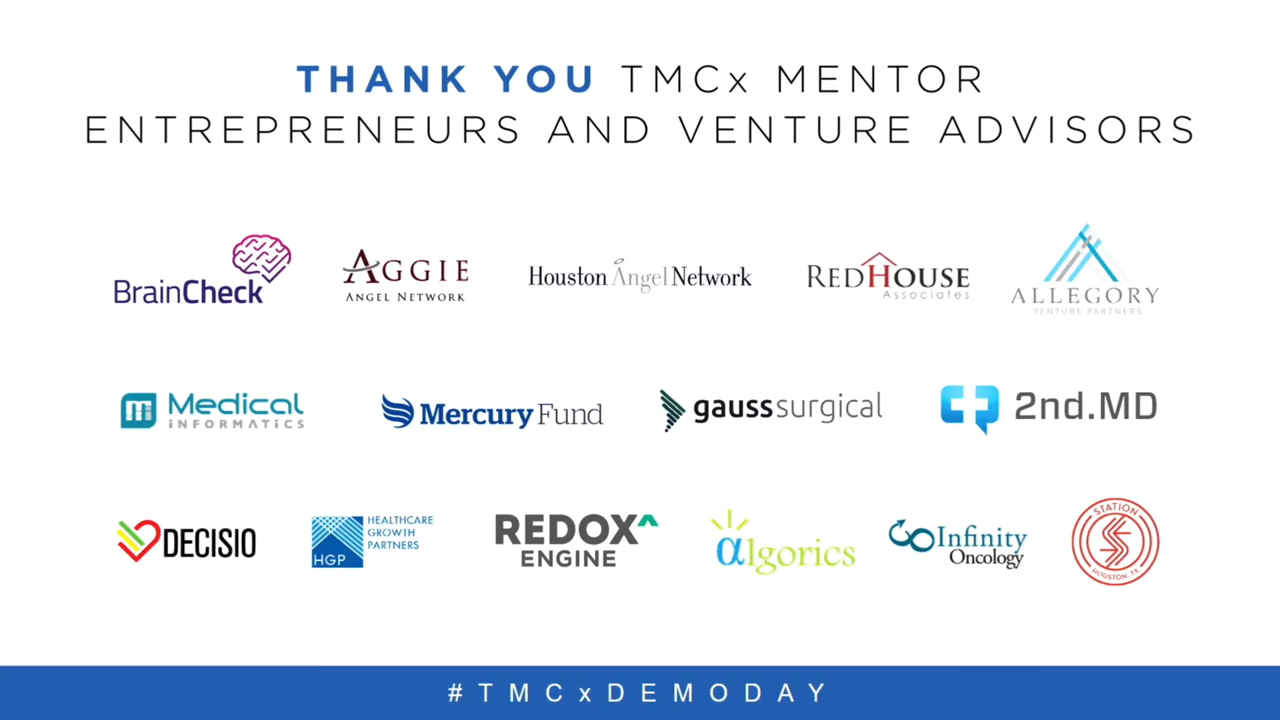 THANK YOU TMCx MENTOR
ENTREPRENEURS AND VENTURE ADVISORS
BrainCheck
AGGIE
ANGEL NETWORK
Houston Angel Network
REDHOUSE
Associates
ALLEGORY
VENTURE PARTNERS
mi Medical
INFORMATICS
Mercury Fund
gauss surgical
2nd.MD
DECISIO
HGP
HEALTHCARE
GROWTH
PARTNERS
REDOX^
ENGINE
αlgorics
Infinity
Oncology
STATION
HOUSTON, TX
#TMCxDEMODAY